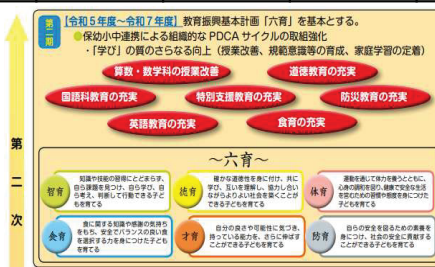 第二次
第二期
【令和5年度~令和7年度】教育振興基本計画「六育」を基本とする。
●保幼小中連携による組織的なPDCAサイクルの取組強化
・「学び」の質のさらなる向上（授業改善、規範意識等の育成、家庭学習の定着）
算数・数学科の授業改善
道徳教育の充実
国語科教育の充実
特別支援教育の充実
防災教育の充実
英語教育の充実
食育の充実
～六育～
智育
知識や技能の習得にとどまらず、
自ら課題を見つけ、自ら学び、自
ら考え、判断して行動できる子ど
もを育てる
徳育
確かな道徳性を身に付け、共に
学び、互いを理解し、協力し合い
ながらよりよい社会を築くことが
できる子どもを育てる
体育
運動を通じて体力を養うとともに、
心身の調和を図り、健康で安全な生活
を営むための習慣や態度を身につけた
子どもを育てる
食育
食に関する知識や感謝の気持ち
をもち、安全でバランスの良い食
を選択する力を身につけた子ども
を育てる
才育
自分の良さや可能性に気づき、
持っている能力を、さらに伸ばす
ことができる子どもを育てる
防育
自らの安全を図るための素養を
身につけ、社会の安全に貢献する
ことができる子どもを育てる